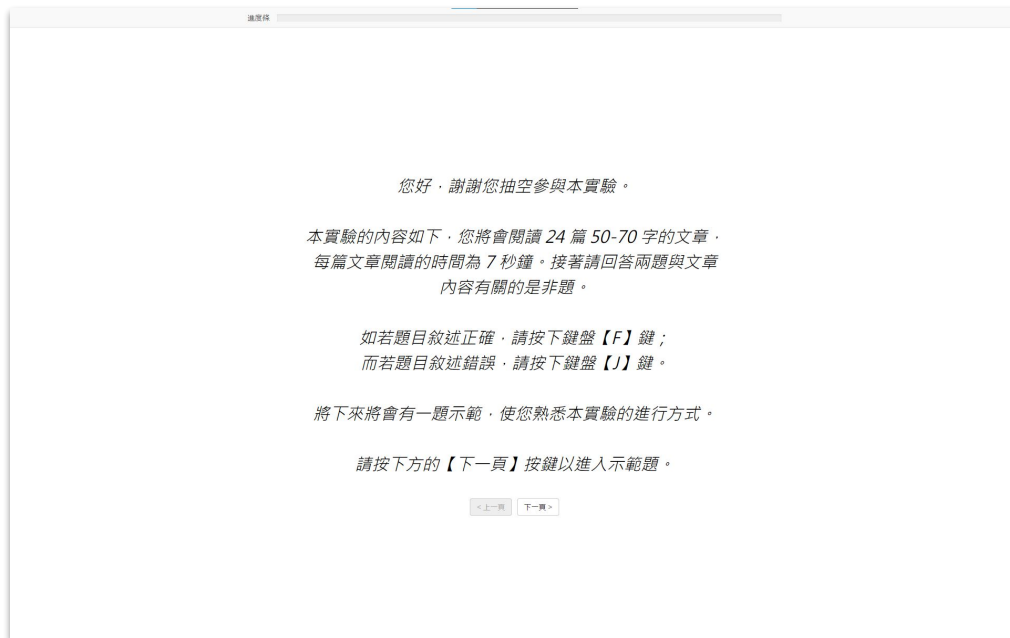 進度條
您好，謝謝您抽空參與本實驗。
本實驗的內容如下，您將會閱讀 24 篇 50-70 字的文章，
每篇文章閱讀的時間為 7 秒鐘。接著請回答兩題與文章
內容有關的是非題。
如若題目敘述正確，請按下鍵盤【F】鍵；
而若題目敘述錯誤，請按下鍵盤【J】鍵。
將下來將會有一題示範，使您熟悉本實驗的進行方式。
請按下方的【下一頁】按鍵以進入示範題。
< 上一頁 下一頁 >